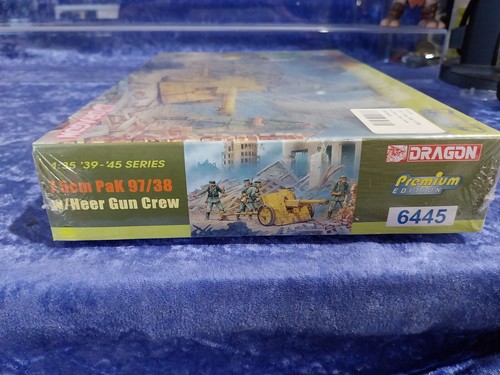 1:35 '39-'45 SERIES
7.5cm PaK 97/38
w/Heer Gun Crew
DRAGON
Premium
EDITION
6445